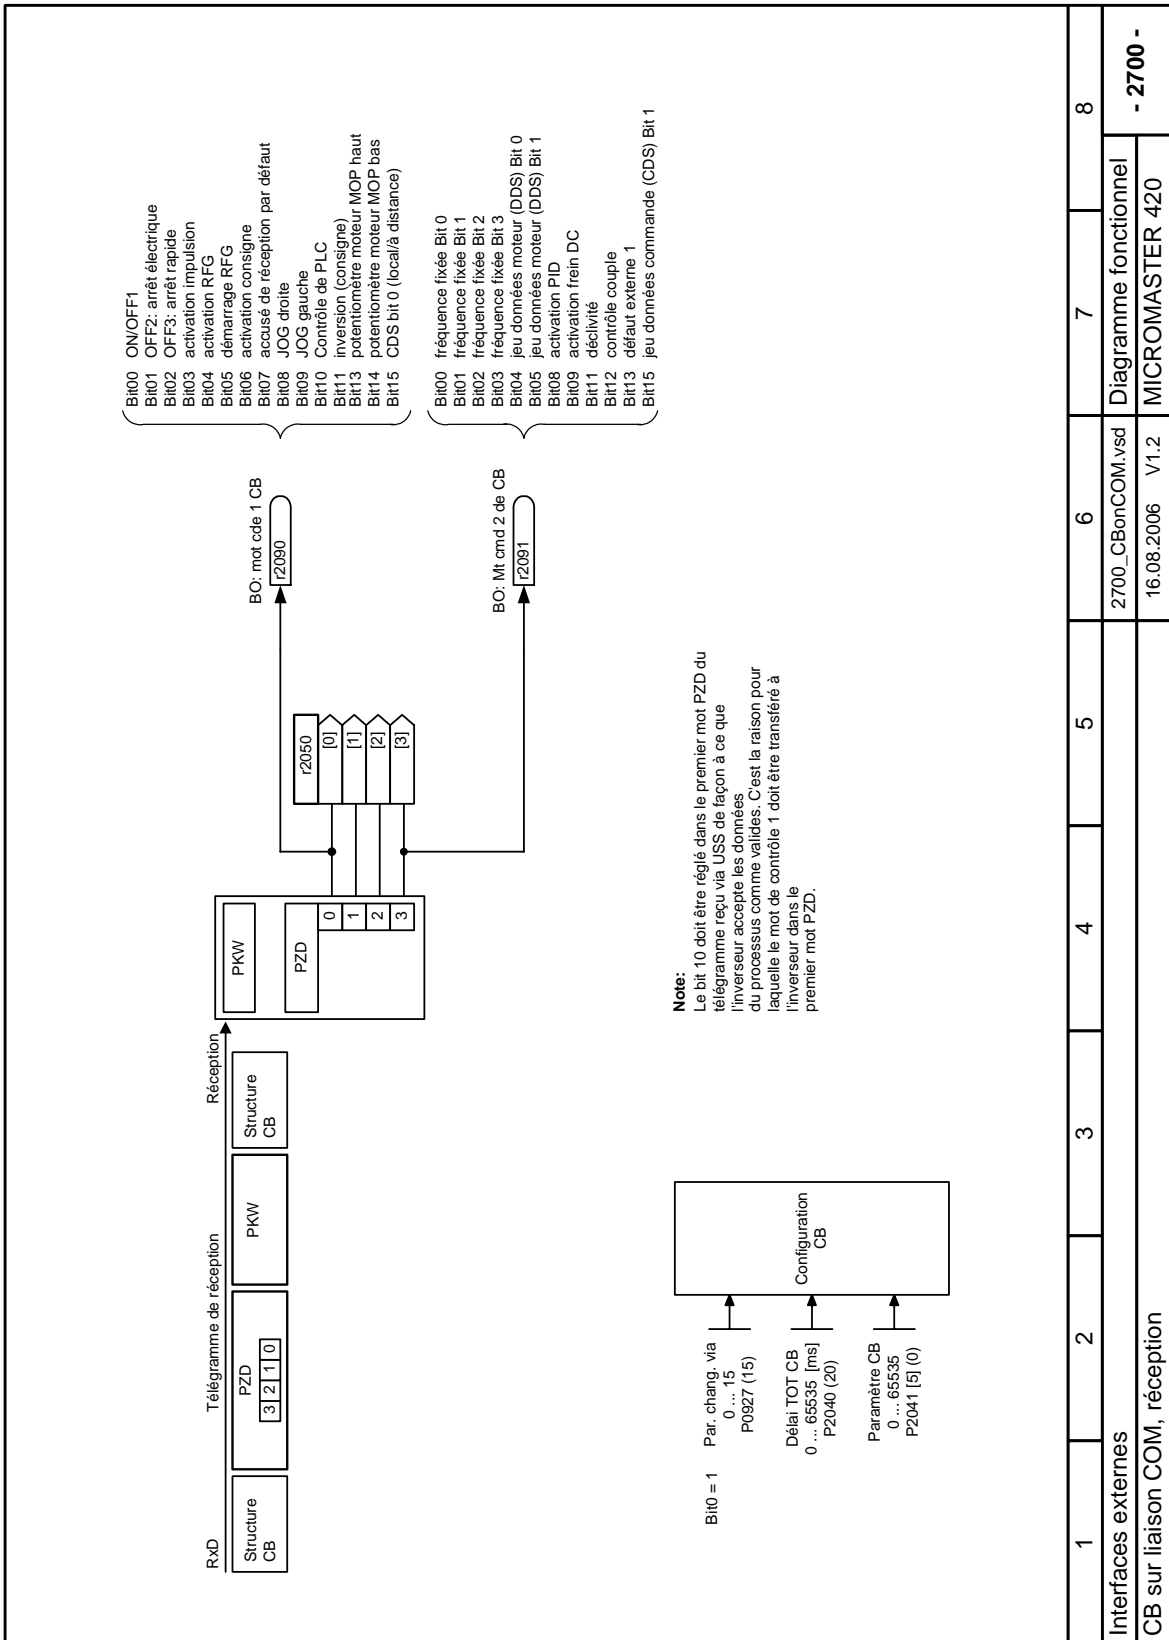 RxD
Télégramme de réception
Réception
Structure
CB
PZD
3 2 1 0
PKW
Structure
CB
PKW
PZD
0
1
2
3
r2050
[0]
[1]
[2]
[3]
BO: mot cde 1 CB
r2090
Bit00 ON/OFF1
Bit01 OFF2: arrêt électrique
Bit02 OFF3: arrêt rapide
Bit03 activation impulsion
Bit04 activation RFG
Bit05 démarrage RFG
Bit06 activation consigne
Bit07 accusé de réception par défaut
Bit08 JOG droite
Bit09 JOG gauche
Bit10 Contrôle de PLC
Bit11 inversion (consigne)
Bit13 potentiomètre moteur MOP haut
Bit14 potentiomètre moteur MOP bas
Bit15 CDS bit 0 (local/à distance)
BO: Mt cmd 2 de CB
r2091
Bit00 fréquence fixée Bit 0
Bit01 fréquence fixée Bit 1
Bit02 fréquence fixée Bit 2
Bit03 fréquence fixée Bit 3
Bit04 jeu données moteur (DDS) Bit 0
Bit05 jeu données moteur (DDS) Bit 1
Bit08 activation PID
Bit09 activation frein DC
Bit11 déclivité
Bit12 contrôle couple
Bit13 défaut externe 1
Bit15 jeu données commande (CDS) Bit 1
Bit0 = 1
Par. chang. via
0 ... 15
P0927 (15)
Délai TOT CB
0 ... 65535 [ms]
P2040 (20)
Paramètre CB
0 ... 65535
P2041 [5] (0)
Configuration
CB
Note:
Le bit 10 doit être réglé dans le premier mot PZD du
télégramme reçu via USS de façon à ce que
l'inverseur accepte les données
du processus comme valides. C'est la raison pour
laquelle le mot de contrôle 1 doit être transféré à
l'inverseur dans le
premier mot PZD.
1 2 3 4 5 6 7 8
Interfaces externes
2700_CBonCOM.vsd
Diagramme fonctionnel
- 2700 -
CB sur liaison COM, réception
16.08.2006 V1.2
MICROMASTER 420